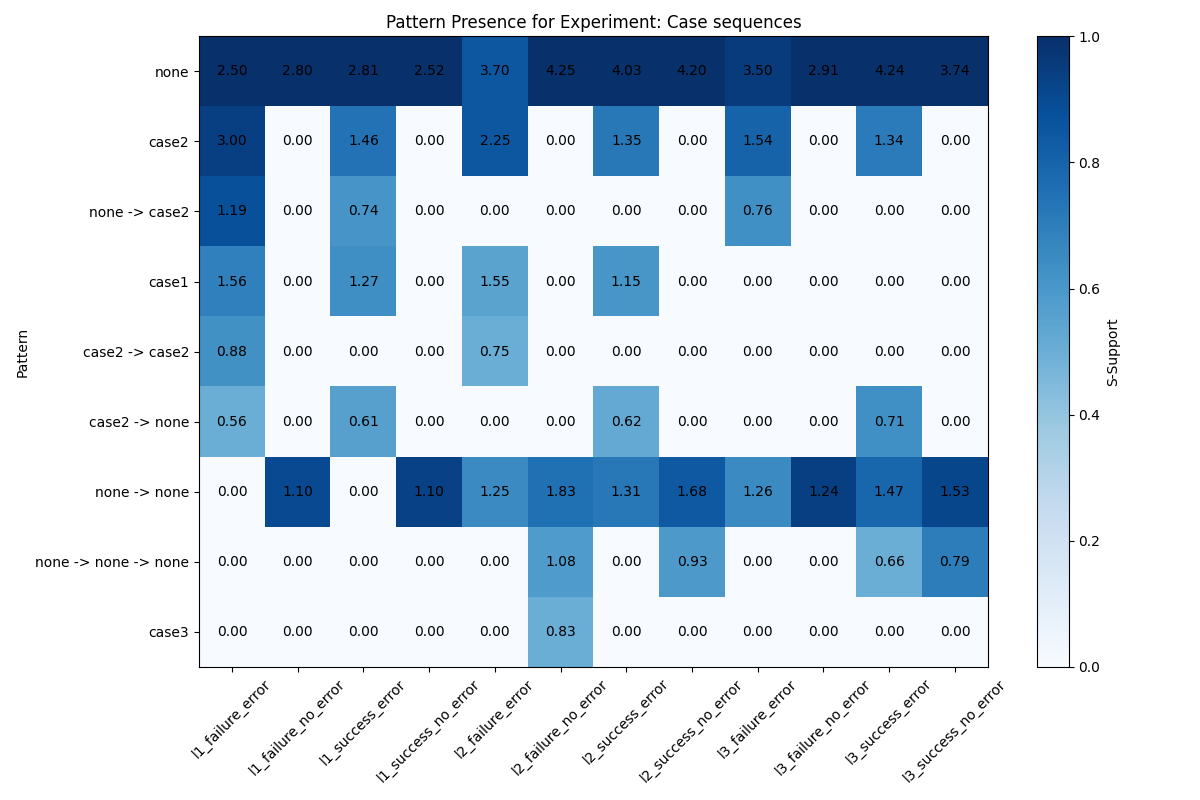 Pattern Presence for Experiment: Case sequences
none 2.50 2.80 2.81 2.52 3.70 4.25 4.03 4.20 3.50 2.91 4.24 3.74
case2 3.00 0.00 1.46 0.00 2.25 0.00 1.35 0.00 1.54 0.00 1.34 0.00
none -> case2 1.19 0.00 0.74 0.00 0.00 0.00 0.00 0.00 0.76 0.00 0.00 0.00
case1 1.56 0.00 1.27 0.00 1.55 0.00 1.15 0.00 0.00 0.00 0.00 0.00
case2 -> case2 0.88 0.00 0.00 0.00 0.75 0.00 0.00 0.00 0.00 0.00 0.00 0.00
case2 -> none 0.56 0.00 0.61 0.00 0.00 0.00 0.62 0.00 0.00 0.00 0.71 0.00
none -> none 0.00 1.10 0.00 1.10 1.25 1.83 1.31 1.68 1.26 1.24 1.47 1.53
none -> none -> none 0.00 0.00 0.00 0.00 0.00 1.08 0.00 0.93 0.00 0.00 0.66 0.79
case3 0.00 0.00 0.00 0.00 0.00 0.83 0.00 0.00 0.00 0.00 0.00 0.00
Pattern
l1_failure_error
l1_failure_no_error
l1_success_error
l1_success_no_error
l2_failure_error
l2_failure_no_error
l2_success_error
l2_success_no_error
l3_failure_error
l3_failure_no_error
l3_success_error
l3_success_no_error
1.0
0.8
0.6
0.4
0.2
0.0
S-Support